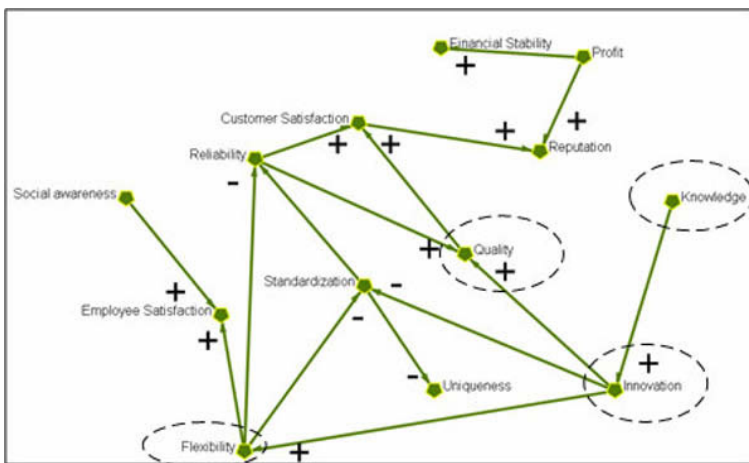 Financial Stability
Profit
+
+
Customer Satisfaction
+
+
+
Reputation
Reliability
-
Social awareness
Knowledge
+
Quality
+
Standardization
-
+
Employee Satisfaction
+
-
+
-
Uniqueness
Innovation
Flexibility
+